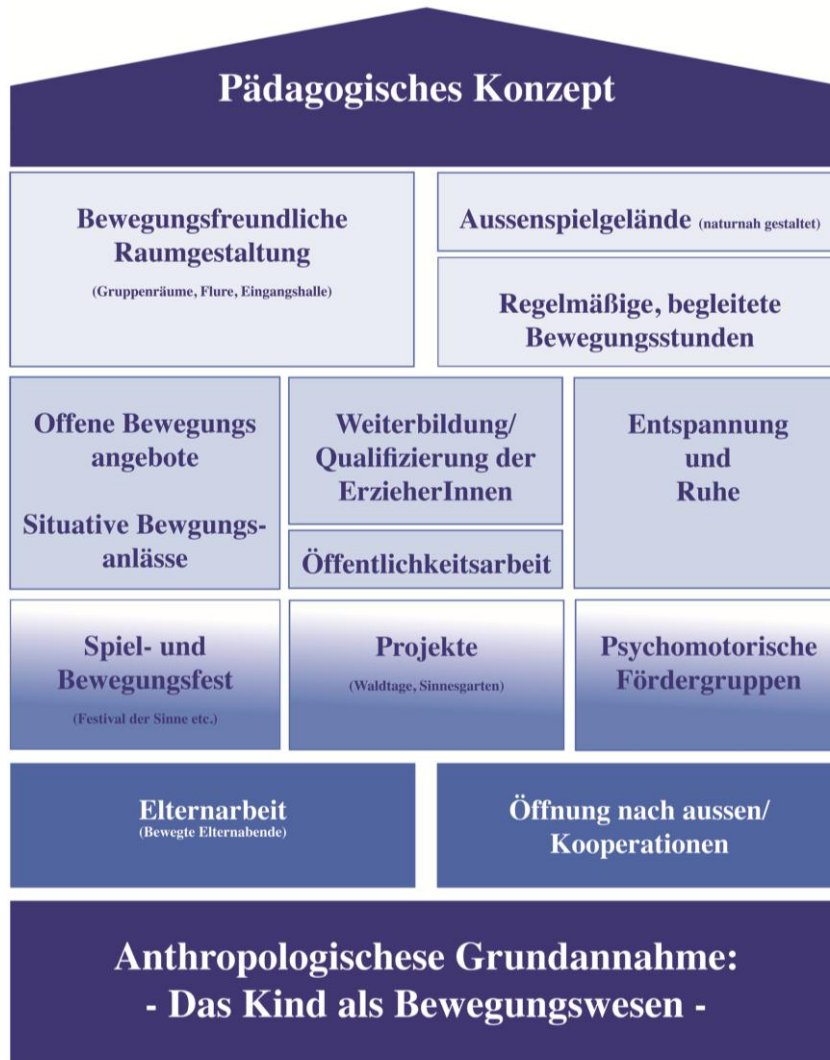 Pädagogisches Konzept
Bewegungsfreundliche
Raumgestaltung
(Gruppenräume, Flure, Eingangshalle)
Aussenspielgelände (naturnah gestaltet)
Regelmäßige, begleitete
Bewegungsstunden
Offene Bewegungs
angebote
Situative Bewgungs-
anlässe
Weiterbildung/
Qualifizierung der
ErzieherInnen
Öffentlichkeitsarbeit
Entspannung
und
Ruhe
Spiel- und
Bewegungsfest
(Festival der Sinne etc.)
Projekte
(Waldtage, Sinnesgarten)
Psychomotorische
Fördergruppen
Elternarbeit
(Bewegte Elternabende)
Öffnung nach aussen/
Kooperationen
Anthropologischese Grundannahme:
- Das Kind als Bewegungswesen -